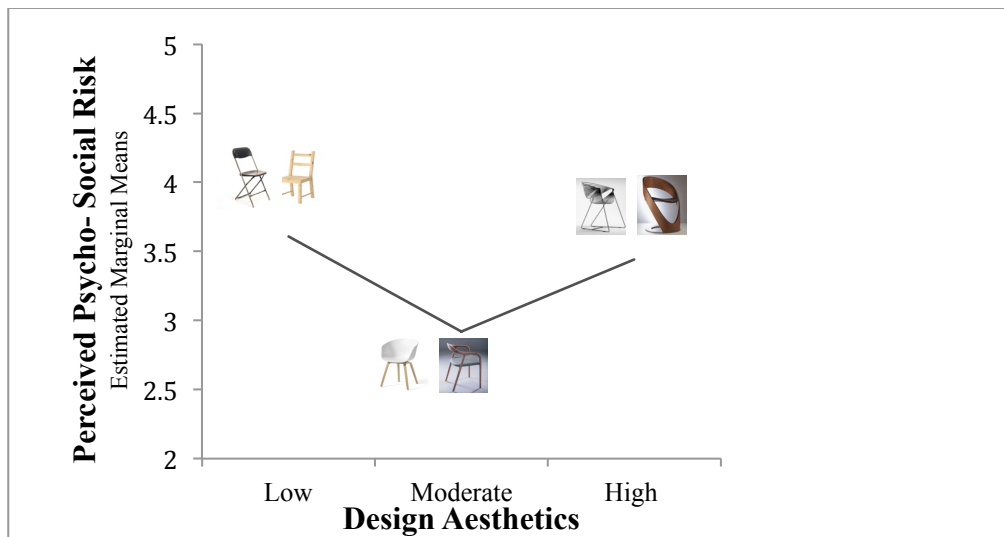 Perceived Psycho- Social Risk
Estimated Marginal Means
5
4.5
4
3.5
3
2.5
2
Low Moderate High
Design Aesthetics